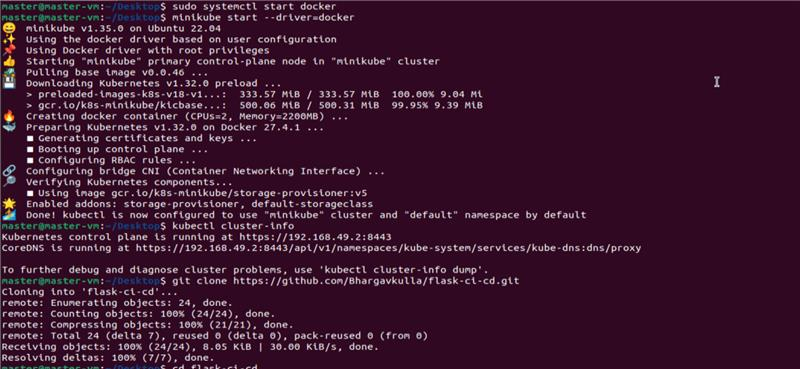 master@master-vm:~/Desktop$ sudo systemctl start docker
master@master-vm:~/Desktop$ minikube start --driver=docker
😄 minikube v1.35.0 on Ubuntu 22.04
✨ Using the docker driver based on user configuration
📌 Using Docker driver with root privileges
👍 Starting "minikube" primary control-plane node in "minikube" cluster
🚜 Pulling base image v0.0.46 ...
💾 Downloading Kubernetes v1.32.0 preload ...
> preloaded-images-k8s-v18-v1...: 333.57 MiB / 333.57 MiB 100.00% 9.04 Mi
> gcr.io/k8s-minikube/kicbase...: 500.06 MiB / 500.31 MiB 99.95% 9.39 MiB
🔥 Creating docker container (CPUs=2, Memory=2200MB) ...
🐳 Preparing Kubernetes v1.32.0 on Docker 27.4.1 ...
■ Generating certificates and keys ...
■ Booting up control plane ...
■ Configuring RBAC rules ...
🔗 Configuring bridge CNI (Container Networking Interface) ...
🔎 Verifying Kubernetes components...
■ Using image gcr.io/k8s-minikube/storage-provisioner:v5
🌟 Enabled addons: storage-provisioner, default-storageclass
🏄 Done! kubectl is now configured to use "minikube" cluster and "default" namespace by default
master@master-vm:~/Desktop$ kubectl cluster-info
Kubernetes control plane is running at https://192.168.49.2:8443
CoreDNS is running at https://192.168.49.2:8443/api/v1/namespaces/kube-system/services/kube-dns:dns/proxy
To further debug and diagnose cluster problems, use 'kubectl cluster-info dump'.
master@master-vm:~/Desktop$ git clone https://github.com/Bhargavkulla/flask-ci-cd.git
Cloning into 'flask-ci-cd'...
remote: Enumerating objects: 24, done.
remote: Counting objects: 100% (24/24), done.
remote: Compressing objects: 100% (21/21), done.
remote: Total 24 (delta 7), reused 0 (delta 0), pack-reused 0 (from 0)
Receiving objects: 100% (24/24), 8.05 KiB | 30.00 KiB/s, done.
Resolving deltas: 100% (7/7), done.
master@master-vm:~/Desktop$ cd flask-ci-cd